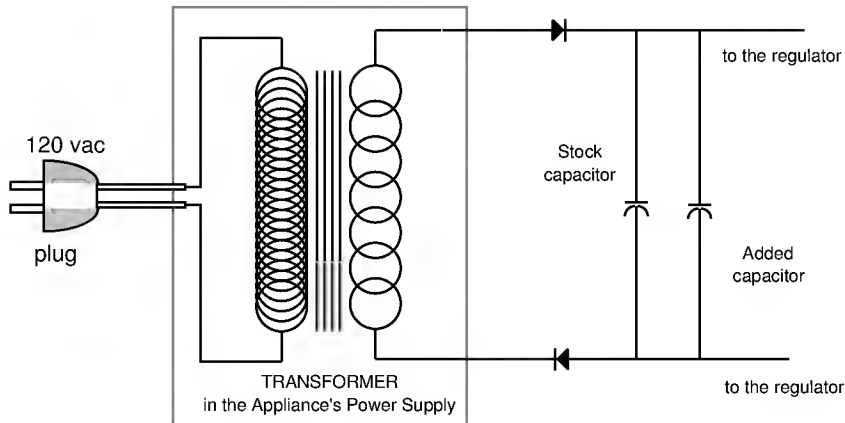 120 vac
plug
TRANSFORMER
in the Appliance's Power Supply
to the regulator
Stock
capacitor
Added
capacitor
to the regulator